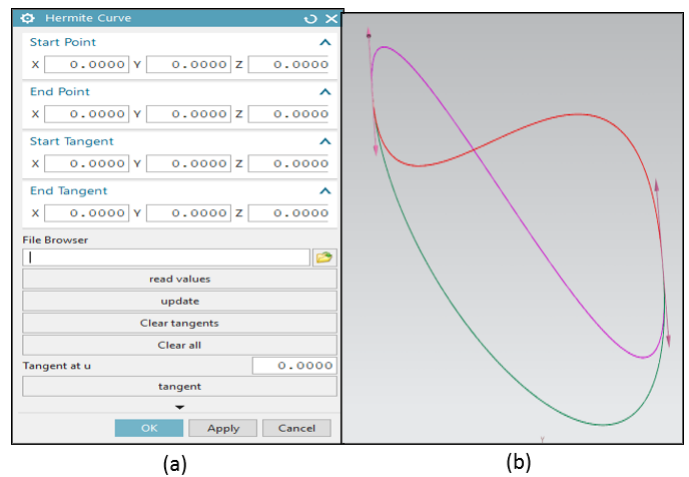 Hermite Curve
Start Point
X 0.0000 Y 0.0000 Z 0.0000
End Point
X 0.0000 Y 0.0000 Z 0.0000
Start Tangent
X 0.0000 Y 0.0000 Z 0.0000
End Tangent
X 0.0000 Y 0.0000 Z 0.0000
File Browser
read values
update
Clear tangents
Clear all
Tangent at u 0.0000
tangent
OK Apply Cancel
Y
(a) (b)